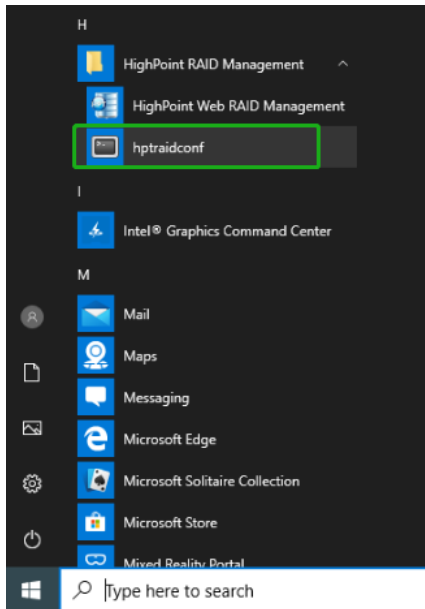 H
HighPoint RAID Management
HighPoint Web RAID Management
hptraidconf
I
Intel® Graphics Command Center
M
Mail
Maps
Messaging
Microsoft Edge
Microsoft Solitaire Collection
Microsoft Store
Mixed Reality Portal
Type here to search